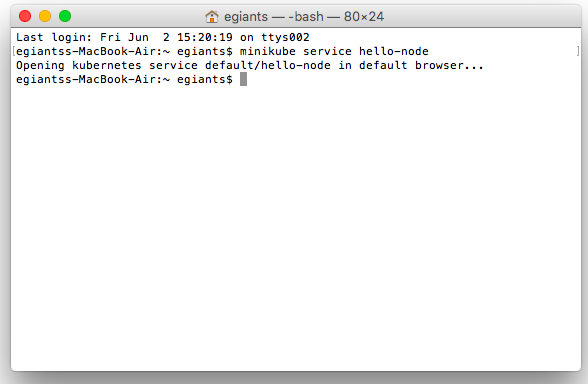 egiants — -bash — 80×24
Last login: Fri Jun  2 15:20:19 on ttys002
[egiantss-MacBook-Air:~ egiants$ minikube service hello-node ]
Opening kubernetes service default/hello-node in default browser...
egiantss-MacBook-Air:~ egiants$